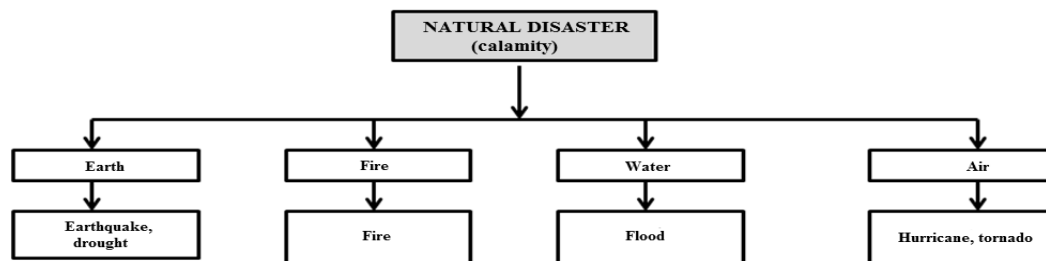 NATURAL DISASTER
(calamity)
Earth
Fire
Water
Air
Earthquake,
drought
Fire
Flood
Hurricane, tornado